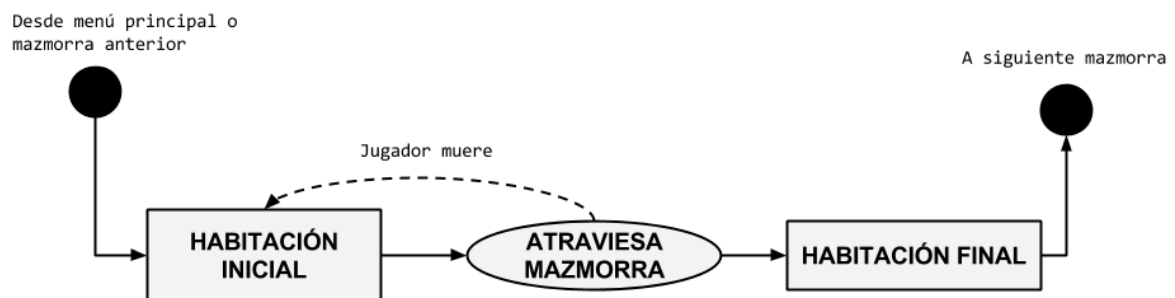 Desde menú principal o
mazmorra anterior
A siguiente mazmorra
Jugador muere
HABITACIÓN
INICIAL
ATRAVIESA
MAZMORRA
HABITACIÓN FINAL